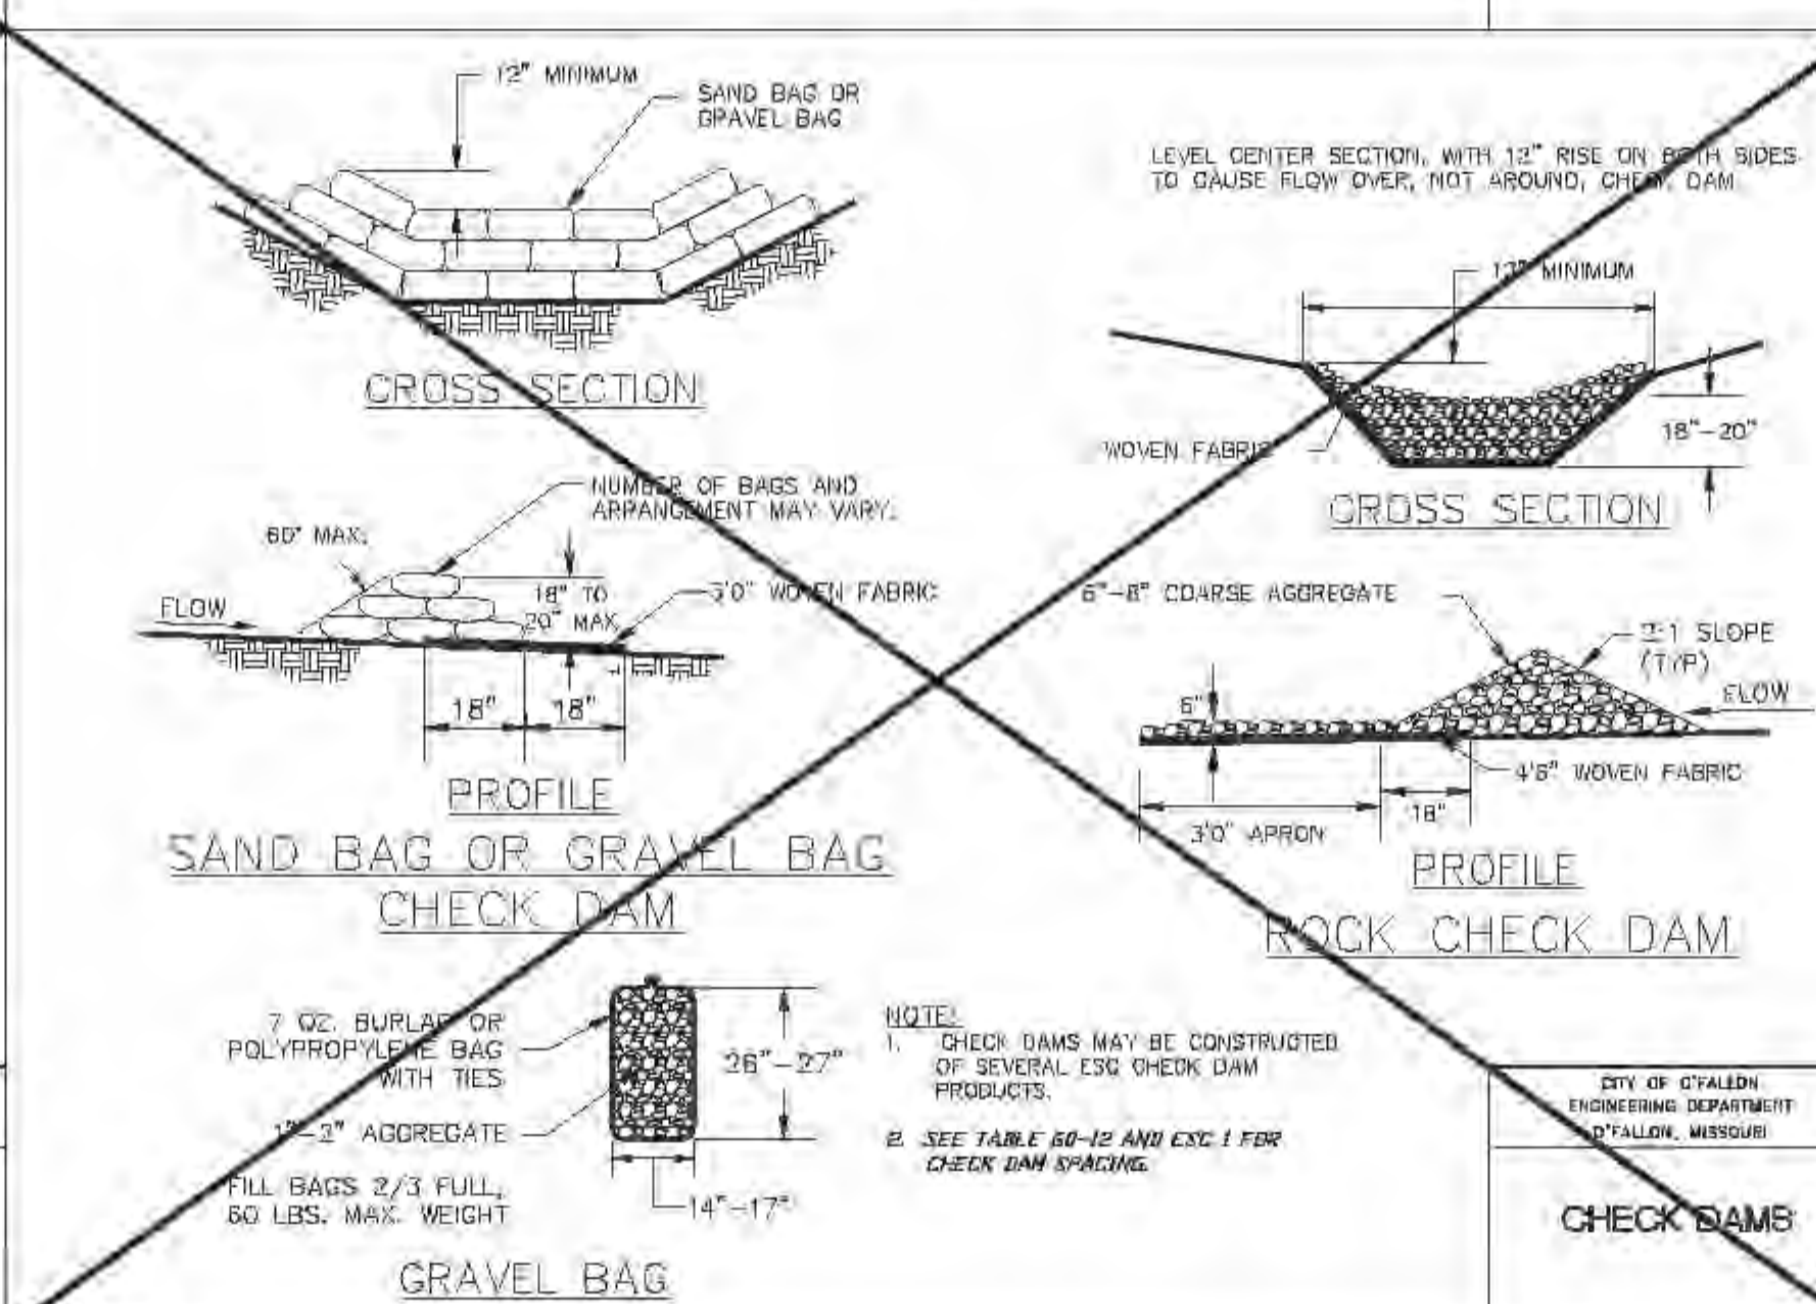 12" MINIMUM
SAND BAG OR
GRAVEL BAG
CROSS SECTION
LEVEL CENTER SECTION, WITH 12" RISE ON BOTH SIDES
TO CAUSE FLOW OVER, NOT AROUND, CHECK DAM
12" MINIMUM
WOVEN FABRIC
18"-20"
CROSS SECTION
NUMBER OF BAGS AND
ARRANGEMENT MAY VARY.
60° MAX.
FLOW
18" TO
20" MAX
3'0" WOVEN FABRIC
18"
18"
PROFILE
SAND BAG OR GRAVEL BAG
CHECK DAM
6"-8" COARSE AGGREGATE
2:1 SLOPE
(TYP)
FLOW
6"
4'6" WOVEN FABRIC
18"
3'0" APRON
PROFILE
ROCK CHECK DAM
7 OZ. BURLAP OR
POLYPROPYLENE BAG
WITH TIES
1"-2" AGGREGATE
FILL BAGS 2/3 FULL,
60 LBS. MAX. WEIGHT
26"-27"
14"-17"
GRAVEL BAG
NOTE:
1. CHECK DAMS MAY BE CONSTRUCTED
OF SEVERAL ESC CHECK DAM
PRODUCTS.
2. SEE TABLE 60-12 AND ESC 1 FOR
CHECK DAM SPACING.
CITY OF O'FALLON
ENGINEERING DEPARTMENT
O'FALLON, MISSOURI
CHECK DAMS